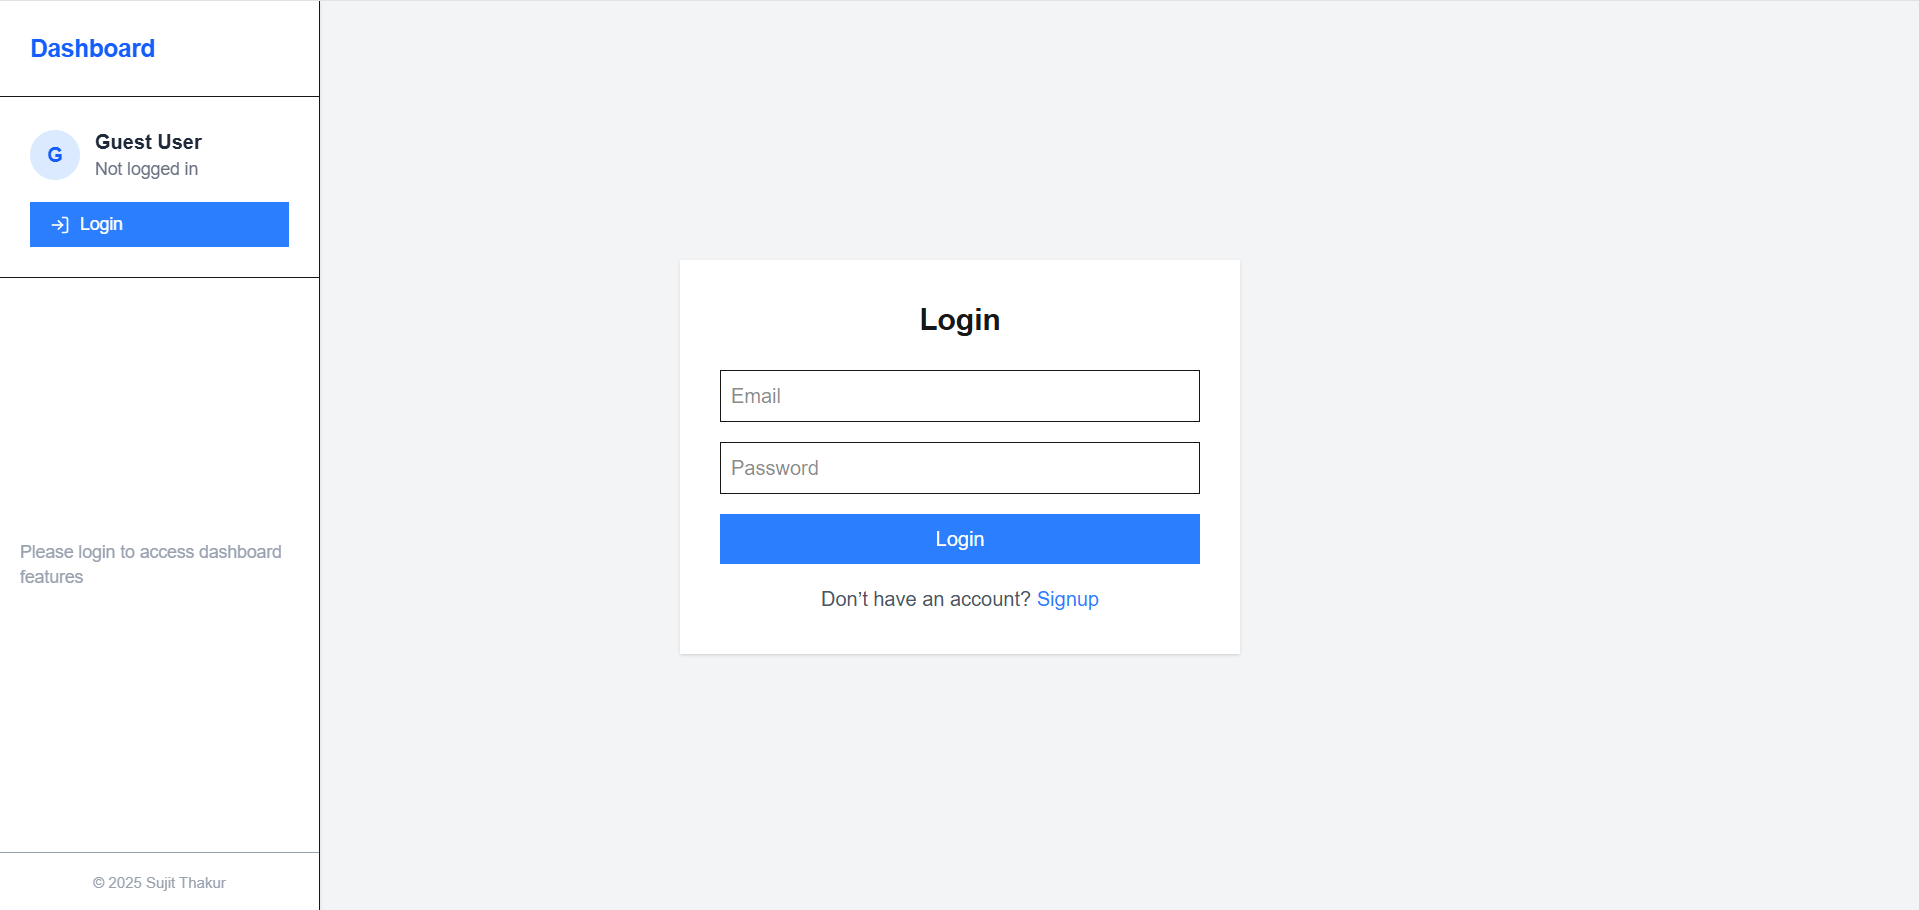 Dashboard
G
Guest User
Not logged in
Login
Please login to access dashboard
features
© 2025 Sujit Thakur
Login
Email
Password
Login
Don’t have an account? Signup